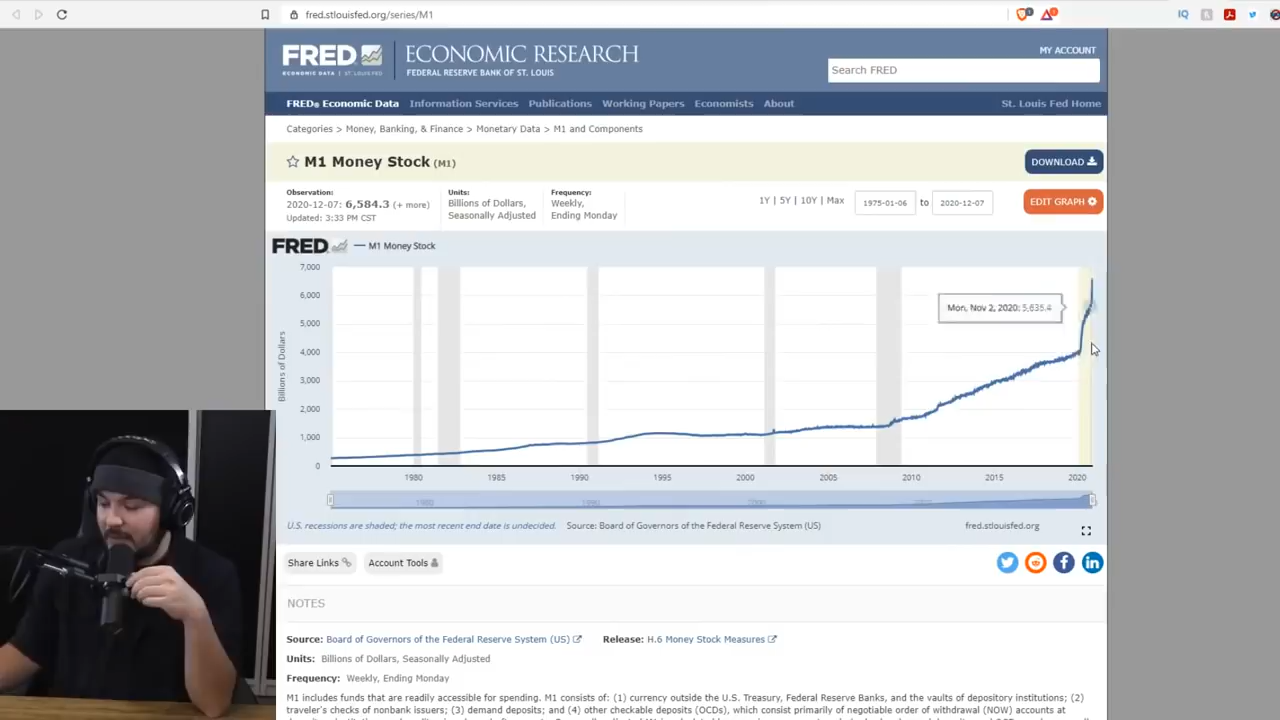 fred.stlouisfed.org/series/M1
FRED
ECONOMIC DATA | ST. LOUIS FED
ECONOMIC RESEARCH
FEDERAL RESERVE BANK OF ST. LOUIS
MY ACCOUNT
Search FRED
FRED® Economic Data Information Services Publications Working Papers Economists About St. Louis Fed Home
Categories > Money, Banking, & Finance > Monetary Data > M1 and Components
M1 Money Stock (M1)
DOWNLOAD
Observation:
2020-12-07: 6,584.3 (+ more)
Updated: 3:33 PM CST
Units:
Billions of Dollars,
Seasonally Adjusted
Frequency:
Weekly,
Ending Monday
1Y | 5Y | 10Y | Max
1975-01-06 to 2020-12-07
EDIT GRAPH
FRED
M1 Money Stock
Billions of Dollars
7,000
6,000
5,000
4,000
3,000
2,000
1,000
0
Mon, Nov 2, 2020: 5,635.4
1980 1985 1990 1995 2000 2005 2010 2015 2020
1980 1990 2000
U.S. recessions are shaded; the most recent end date is undecided. Source: Board of Governors of the Federal Reserve System (US) fred.stlouisfed.org
Share Links Account Tools
NOTES
Source: Board of Governors of the Federal Reserve System (US) Release: H.6 Money Stock Measures
Units: Billions of Dollars, Seasonally Adjusted
Frequency: Weekly, Ending Monday
M1 includes funds that are readily accessible for spending. M1 consists of: (1) currency outside the U.S. Treasury, Federal Reserve Banks, and the vaults of depository institutions; (2)
traveler's checks of nonbank issuers; (3) demand deposits; and (4) other checkable deposits (OCDs), which consist primarily of negotiable order of withdrawal (NOW) accounts at